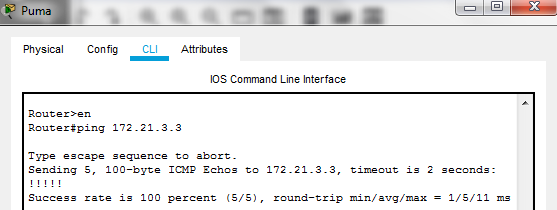 Puma
Physical Config CLI Attributes
IOS Command Line Interface
Router>en
Router#ping 172.21.3.3
Type escape sequence to abort.
Sending 5, 100-byte ICMP Echos to 172.21.3.3, timeout is 2 seconds:
!!!!!
Success rate is 100 percent (5/5), round-trip min/avg/max = 1/5/11 ms